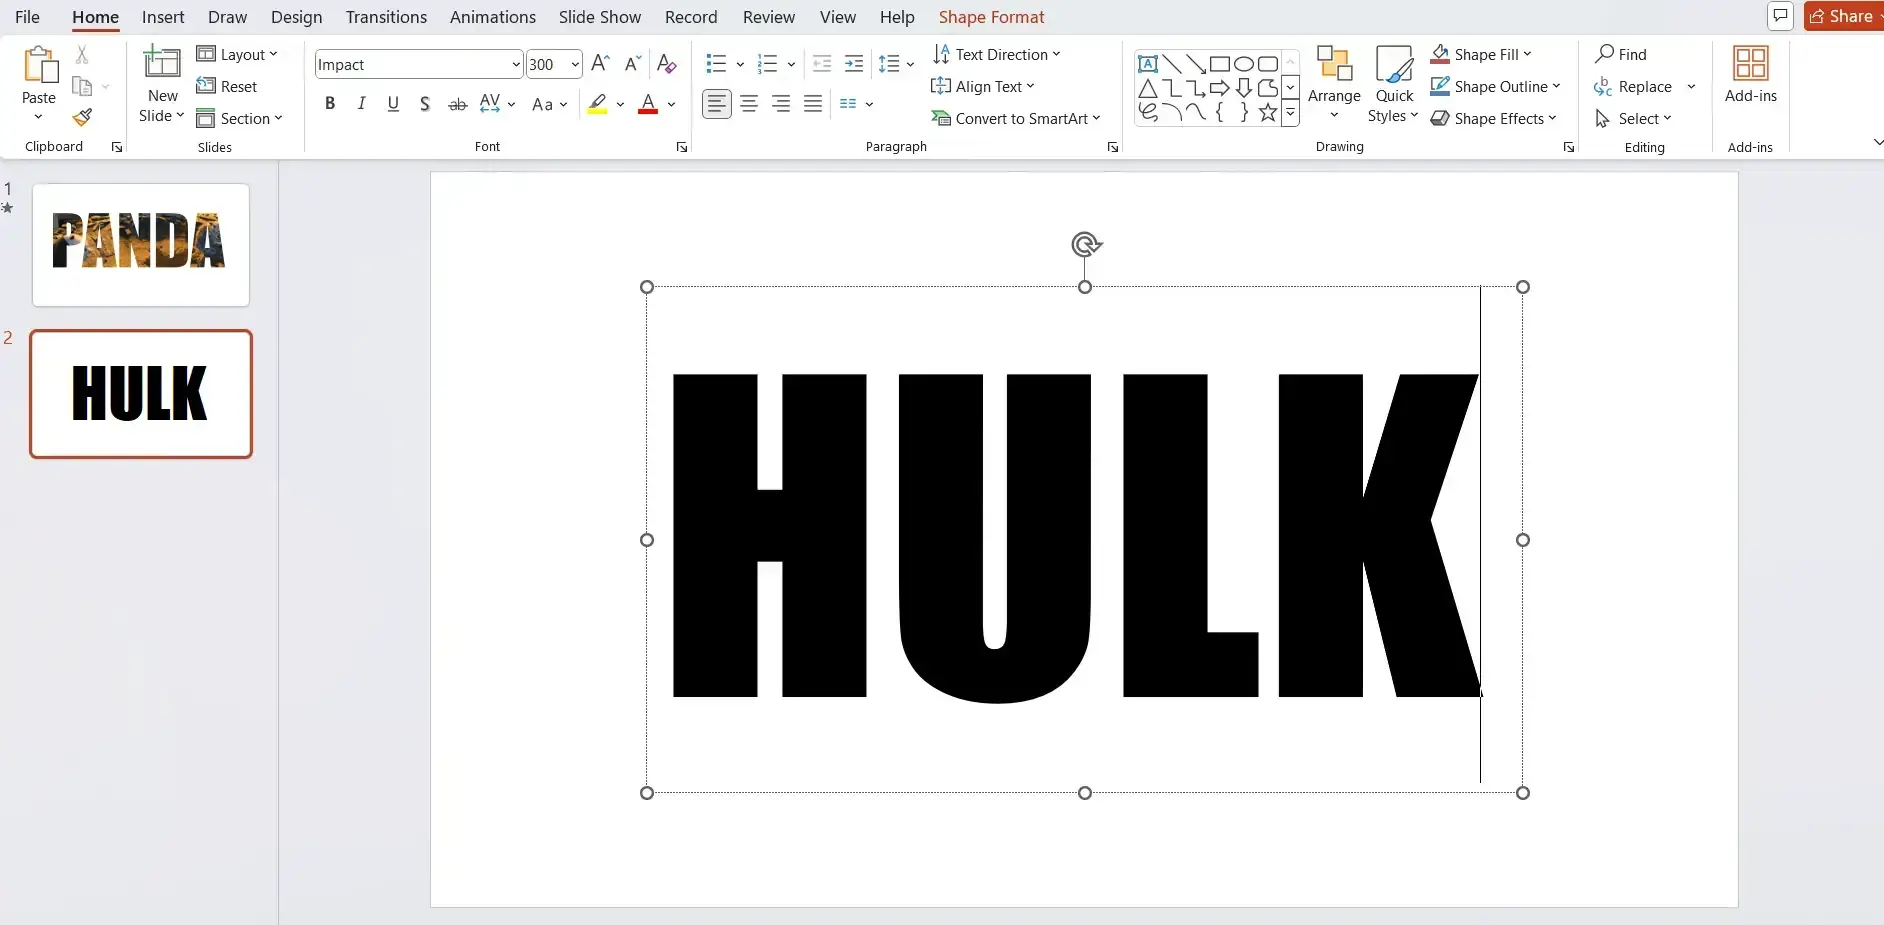 File Home Insert Draw Design Transitions Animations Slide Show Record Review View Help Shape Format Share
Paste
Clipboard
New
Slide
Layout
Reset
Section
Slides
Impact 300
B I U S ab AV Aa A
Font
Paragraph
Text Direction
Align Text
Convert to SmartArt
Arrange
Quick
Styles
Shape Fill
Shape Outline
Shape Effects
Drawing
Find
Replace
Select
Editing
Add-ins
Add-ins
1
PANDA
2
HULK
HULK